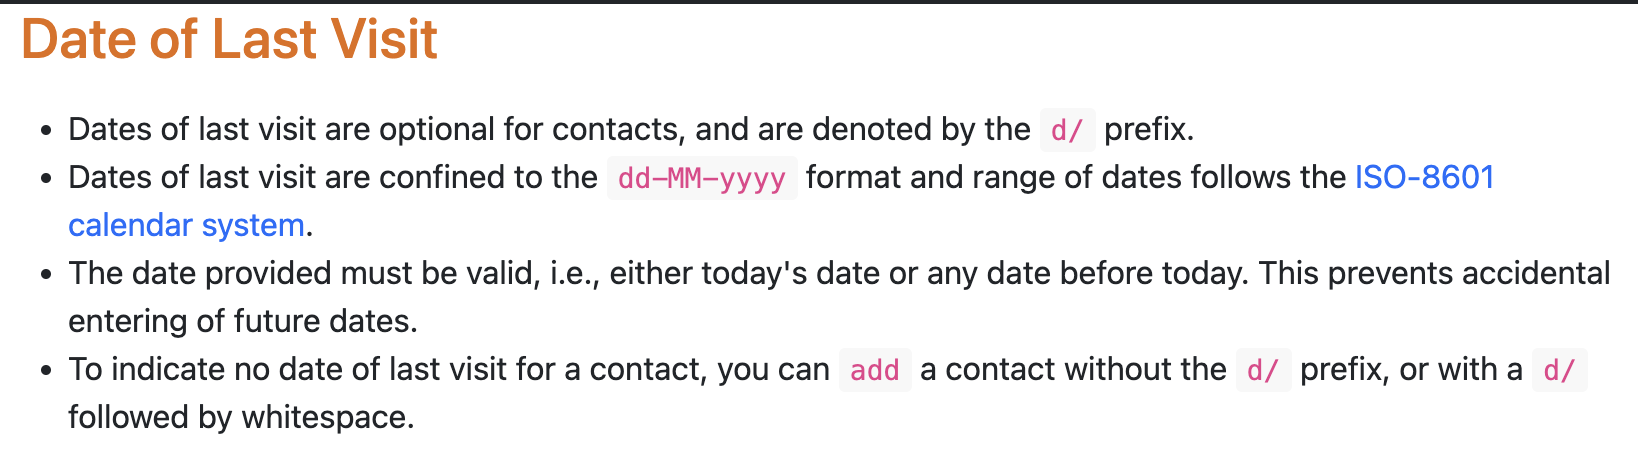 Date of Last Visit
• Dates of last visit are optional for contacts, and are denoted by the d/ prefix.
• Dates of last visit are confined to the dd-MM-yyyy format and range of dates follows the ISO-8601
calendar system.
• The date provided must be valid, i.e., either today's date or any date before today. This prevents accidental
entering of future dates.
• To indicate no date of last visit for a contact, you can add a contact without the d/ prefix, or with a d/
followed by whitespace.